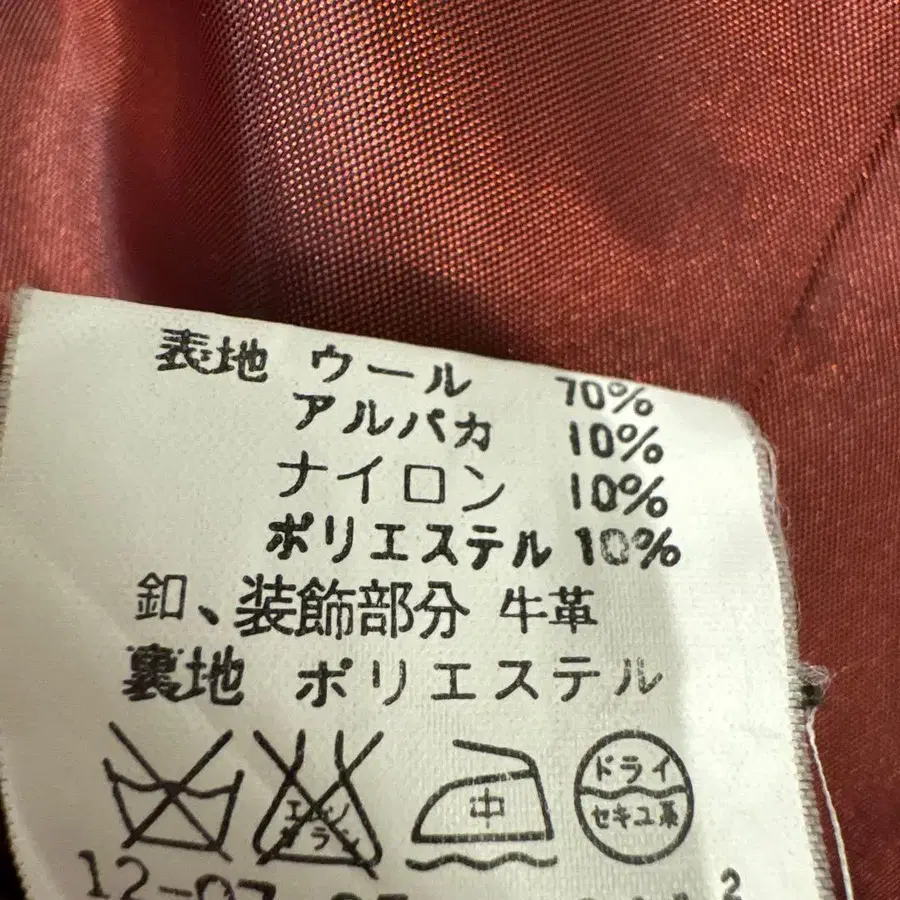 表地 ウール 70%
アルパカ 10%
ナイロン 10%
ポリエステル 10%
釦、装飾部分 牛革
裏地 ポリエステル
中
ドライ
セキユ系